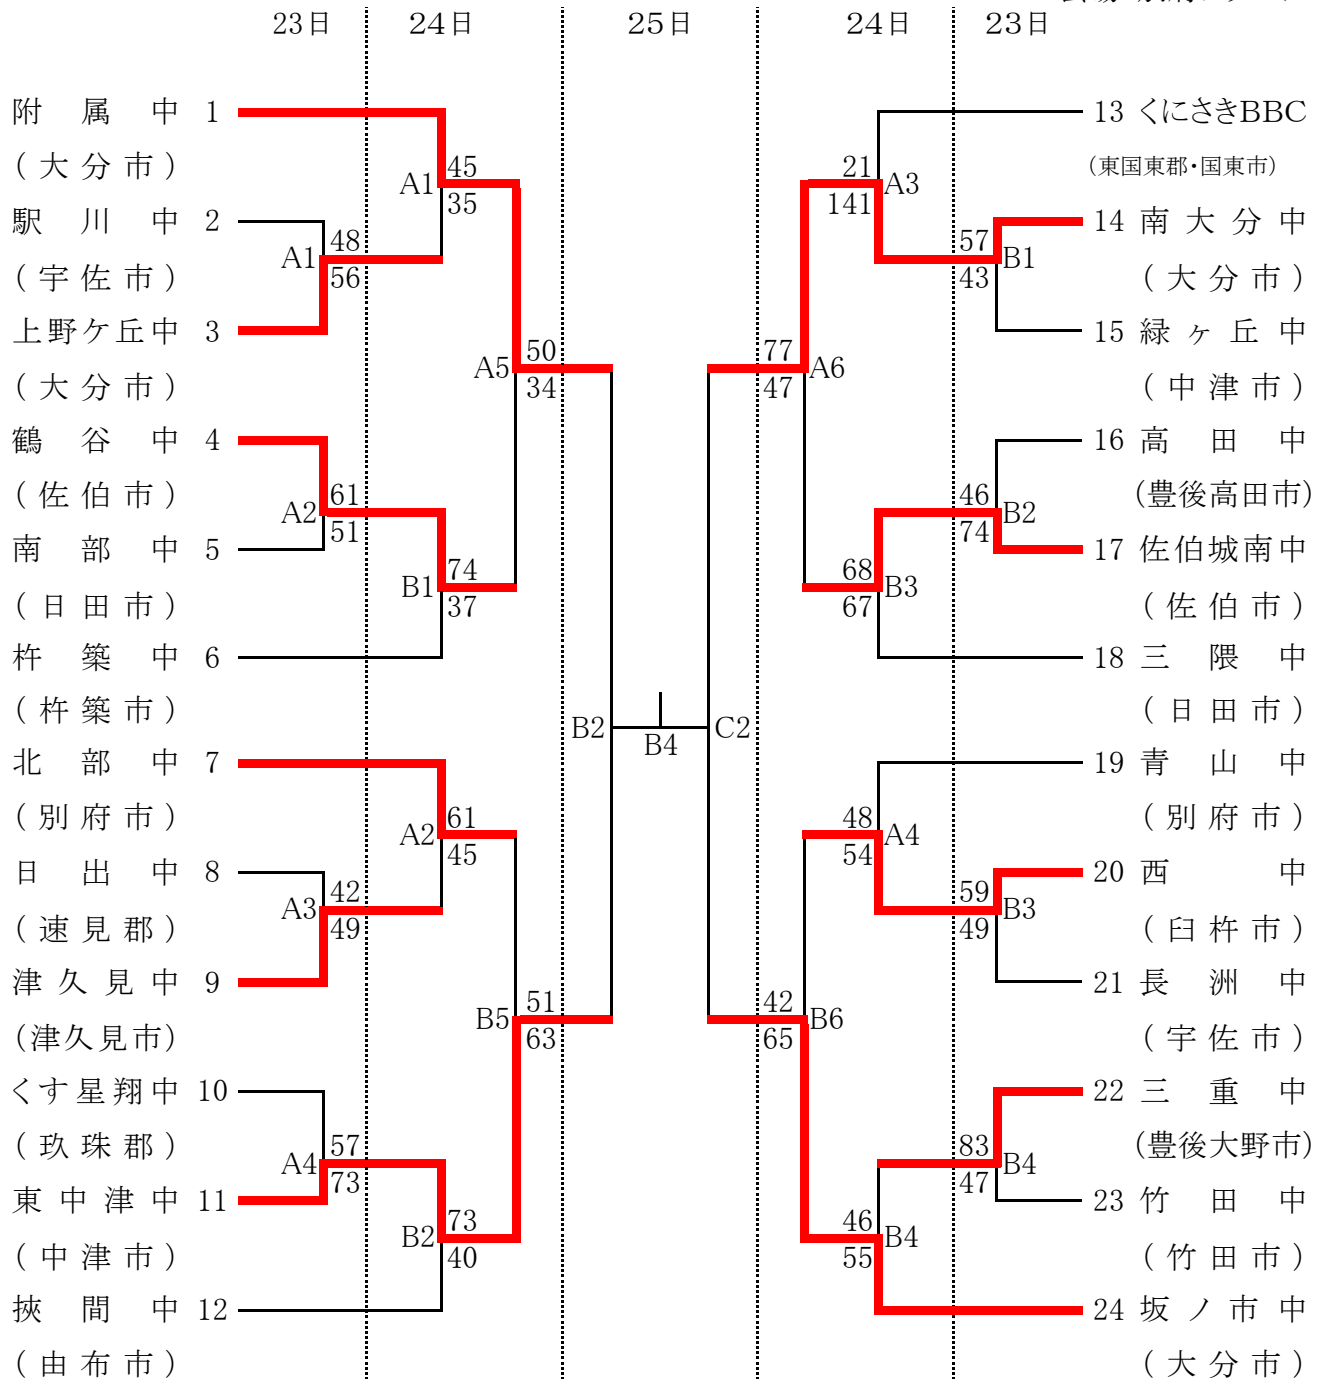 23日 24日 25日 24日 23日
附属中 1
(大分市)
駅川中 2
(宇佐市)
上野ケ丘中 3
(大分市)
鶴谷中 4
(佐伯市)
南部中 5
(日田市)
杵築中 6
(杵築市)
北部中 7
(別府市)
日出中 8
(速見郡)
津久見中 9
(津久見市)
くす星翔中 10
(玖珠郡)
東中津中 11
(中津市)
挾間中 12
(由布市)
A1
48
56
A2
61
51
A3
42
49
A4
57
73
A1
45
35
B1
74
37
A2
61
45
B2
73
40
A5
50
34
B5
51
63
B2
B4
C2
77
47
A6
42
65
B6
21
141
A3
68
67
B3
48
54
A4
46
55
B4
57
43
B1
46
74
B2
59
49
B3
83
47
B4
13 くにさきBBC
(東国東郡・国東市)
14 南大分中
(大分市)
15 緑ヶ丘中
(中津市)
16 高田中
(豊後高田市)
17 佐伯城南中
(佐伯市)
18 三隈中
(日田市)
19 青山中
(別府市)
20 西中
(臼杵市)
21 長洲中
(宇佐市)
22 三重中
(豊後大野市)
23 竹田中
(竹田市)
24 坂ノ市中
(大分市)